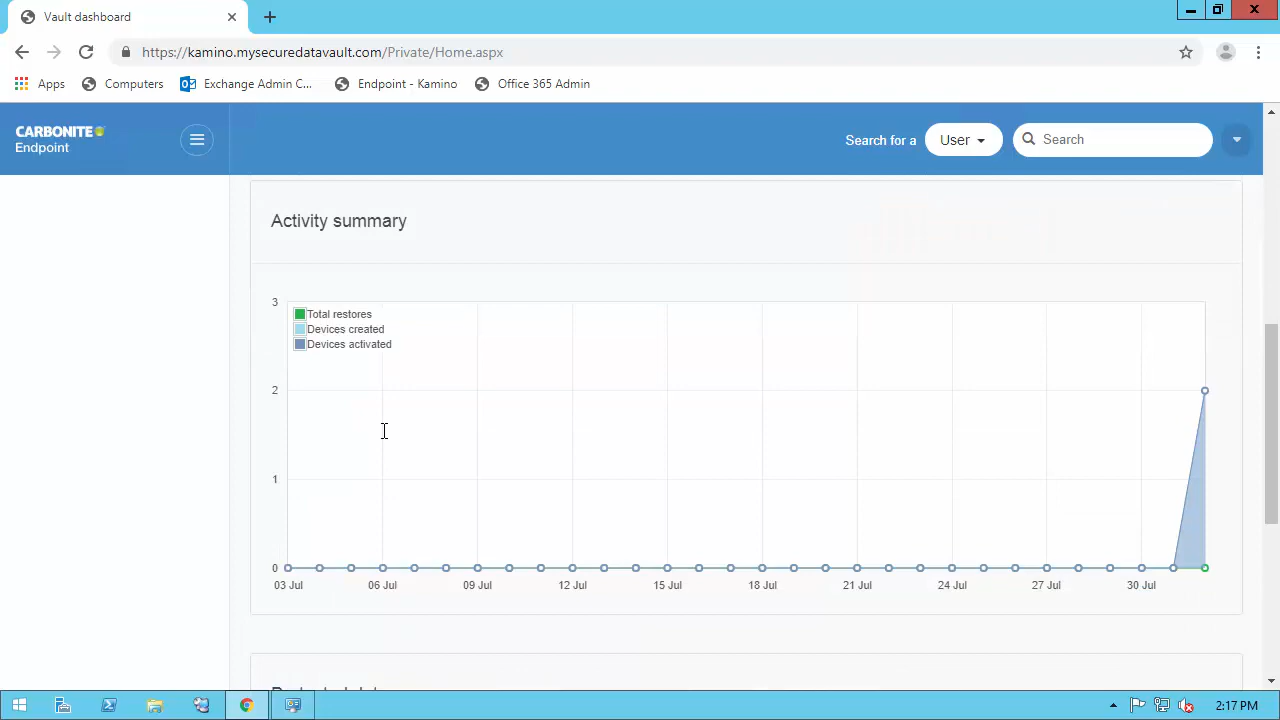 Vault dashboard
https://kamino.mysecuredatavault.com/Private/Home.aspx
Apps Computers Exchange Admin C... Endpoint - Kamino Office 365 Admin
CARBONITE
Endpoint
Search for a User Search
Activity summary
3
Total restores
Devices created
Devices activated
2
1
0
03 Jul 06 Jul 09 Jul 12 Jul 15 Jul 18 Jul 21 Jul 24 Jul 27 Jul 30 Jul
2:17 PM